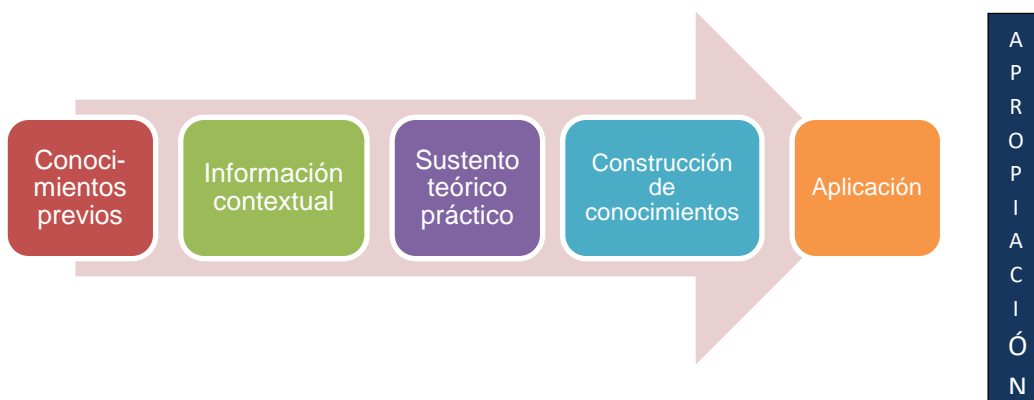 Conoci-
mientos
previos
Información
contextual
Sustento
teórico
práctico
Construcción
de
conocimientos
Aplicación
A
P
R
O
P
I
A
C
I
Ó
N